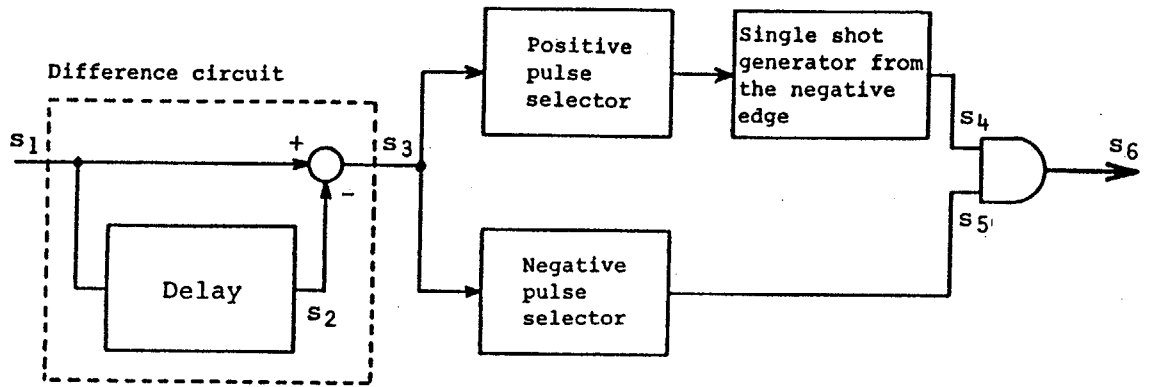 Difference circuit
s1
+
-
s3
Delay
s2
Positive
pulse
selector
Single shot
generator from
the negative
edge
Negative
pulse
selector
s4
s5
s6